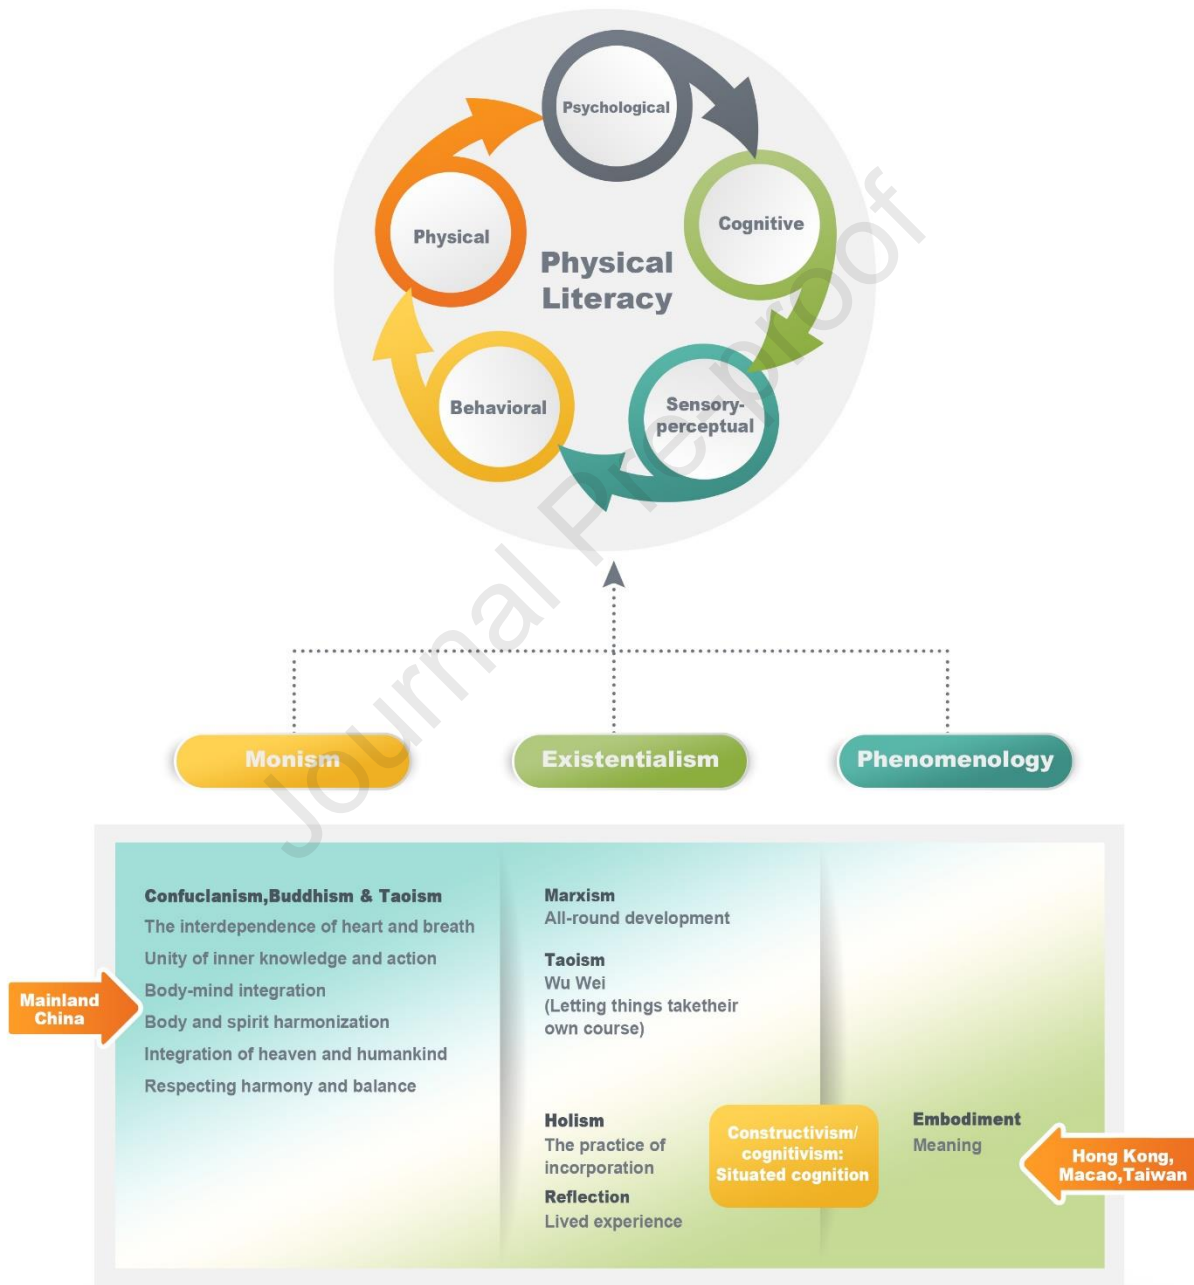 Psychological
Cognitive
Physical
Physical
Literacy
Sensory-
perceptual
Behavioral
Journal Pre-proof
Monism
Existentialism
Phenomenology
Confuclanism,Buddhism & Taoism
The interdependence of heart and breath
Unity of inner knowledge and action
Body-mind integration
Body and spirit harmonization
Integration of heaven and humankind
Respecting harmony and balance
Mainland
China
Marxism
All-round development
Taoism
Wu Wei
(Letting things taketheir
own course)
Holism
The practice of
incorporation
Reflection
Lived experience
Constructivism/
cognitivism:
Situated cognition
Embodiment
Meaning
Hong Kong,
Macao,Taiwan